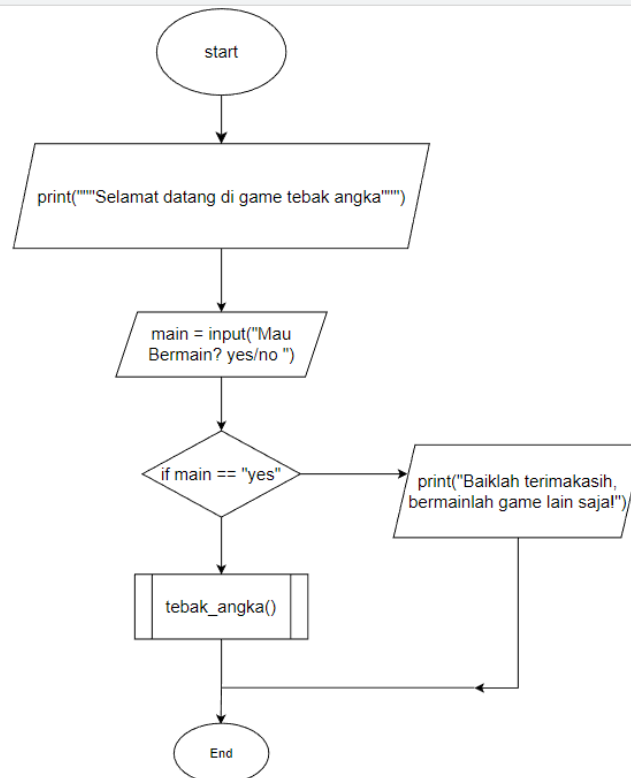 start
print("""Selamat datang di game tebak angka""")
main = input("Mau
Bermain? yes/no ")
if main == "yes"
print("Baiklah terimakasih,
bermainlah game lain saja!")
tebak_angka()
End